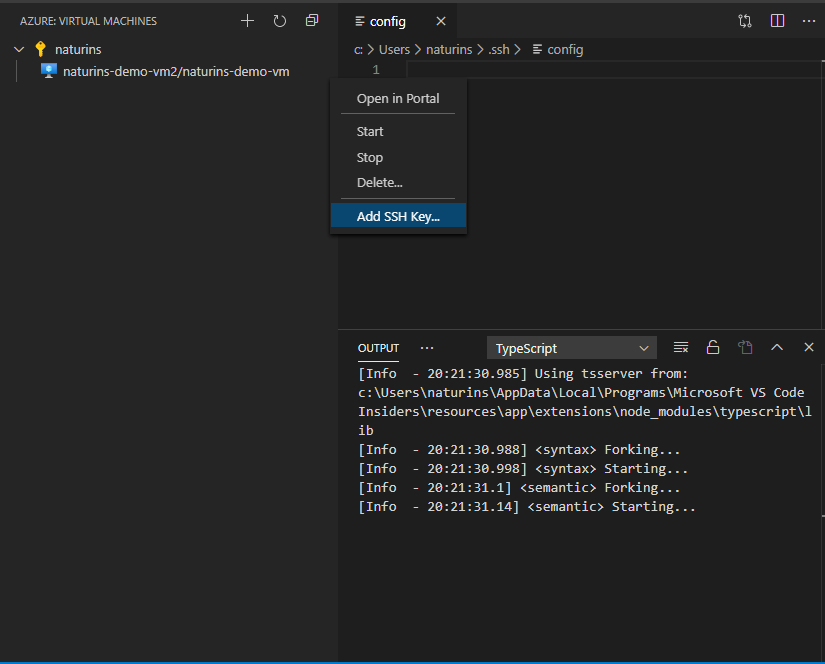 AZURE: VIRTUAL MACHINES
naturins
naturins-demo-vm2/naturins-demo-vm
config
c: > Users > naturins > .ssh > config
1
Open in Portal
Start
Stop
Delete...
Add SSH Key...
OUTPUT
TypeScript
[Info  - 20:21:30.985] Using tsserver from:
c:\Users\naturins\AppData\Local\Programs\Microsoft VS Code
Insiders\resources\app\extensions\node_modules\typescript\l
ib
[Info  - 20:21:30.988] <syntax> Forking...
[Info  - 20:21:30.998] <syntax> Starting...
[Info  - 20:21:31.1] <semantic> Forking...
[Info  - 20:21:31.14] <semantic> Starting...